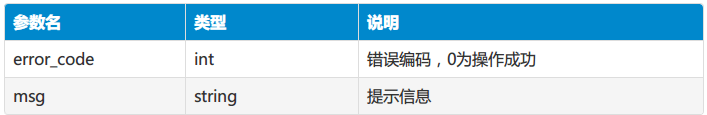 参数名 类型 说明
error_code int 错误编码，0为操作成功
msg string 提示信息